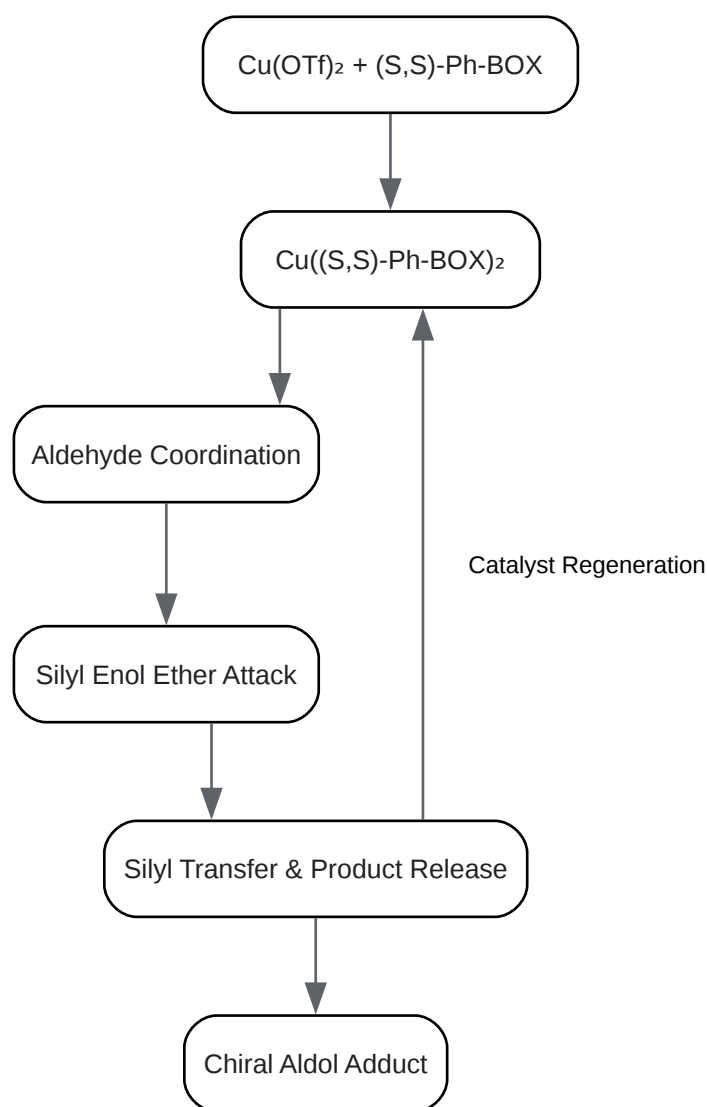 Cu(OTf)₂ + (S,S)-Ph-BOX
Cu((S,S)-Ph-BOX)₂
Aldehyde Coordination
Catalyst Regeneration
Silyl Enol Ether Attack
Silyl Transfer & Product Release
Chiral Aldol Adduct